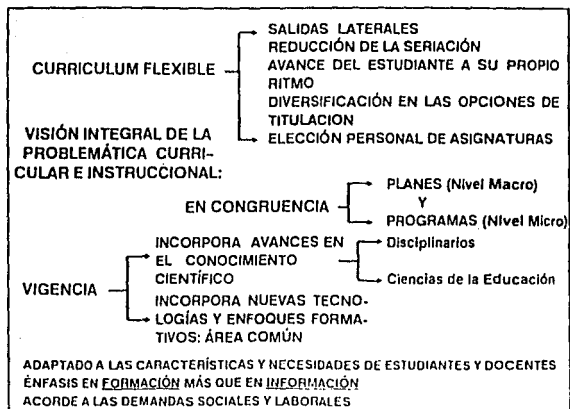 SALIDAS LATERALES
REDUCCIÓN DE LA SERIACIÓN
CURRICULUM FLEXIBLE
AVANCE DEL ESTUDIANTE A SU PROPIO
RITMO
DIVERSIFICACIÓN EN LAS OPCIONES DE
TITULACION
ELECCIÓN PERSONAL DE ASIGNATURAS
VISIÓN INTEGRAL DE LA
PROBLEMÁTICA CURRI-
CULAR E INSTRUCCIONAL:
PLANES (Nivel Macro)
EN CONGRUENCIA
Y
PROGRAMAS (Nivel Micro)
VIGENCIA
INCORPORA AVANCES EN
EL CONOCIMIENTO
CIENTÍFICO
Disciplinarios
Ciencias de la Educación
INCORPORA NUEVAS TECNO-
LOGÍAS Y ENFOQUES FORMA-
TIVOS: ÁREA COMÚN
ADAPTADO A LAS CARACTERÍSTICAS Y NECESIDADES DE ESTUDIANTES Y DOCENTES
ÉNFASIS EN FORMACIÓN MÁS QUE EN INFORMACIÓN
ACORDE A LAS DEMANDAS SOCIALES Y LABORALES